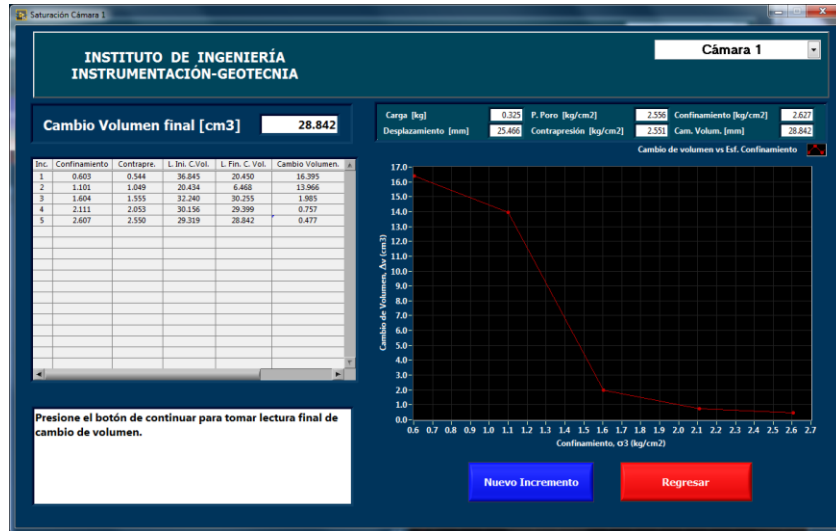 Saturación Cámara 1
INSTITUTO DE INGENIERÍA
INSTRUMENTACIÓN-GEOTECNIA
Cámara 1
Cambio Volumen final [cm3] 28.842
Carga [kg] 0.325 P. Poro [kg/cm2] 2.556 Confinamiento [kg/cm2] 2.627
Desplazamiento [mm] 25.466 Contrapresión [kg/cm2] 2.551 Cam. Volum. [mm] 28.842
Cambio de volumen vs Esf. Confinamiento
Inc. Confinamiento Contrapre. L. Ini. C.Vol. L. Fin. C. Vol. Cambio Volumen.
1 0.603 0.544 36.845 20.450 16.395
2 1.101 1.049 20.434 6.468 13.966
3 1.604 1.555 32.240 30.255 1.985
4 2.111 2.053 30.156 29.399 0.757
5 2.607 2.550 29.319 28.842 0.477
Cambio de Volumen, Δv (cm3)
17.0
16.0
15.0
14.0
13.0
12.0
11.0
10.0
9.0
8.0
7.0
6.0
5.0
4.0
3.0
2.0
1.0
0.0
0.6 0.7 0.8 0.9 1.0 1.1 1.2 1.3 1.4 1.5 1.6 1.7 1.8 1.9 2.0 2.1 2.2 2.3 2.4 2.5 2.6 2.7
Confinamiento, σ3 (kg/cm2)
Presione el botón de continuar para tomar lectura final de
cambio de volumen.
Nuevo Incremento
Regresar